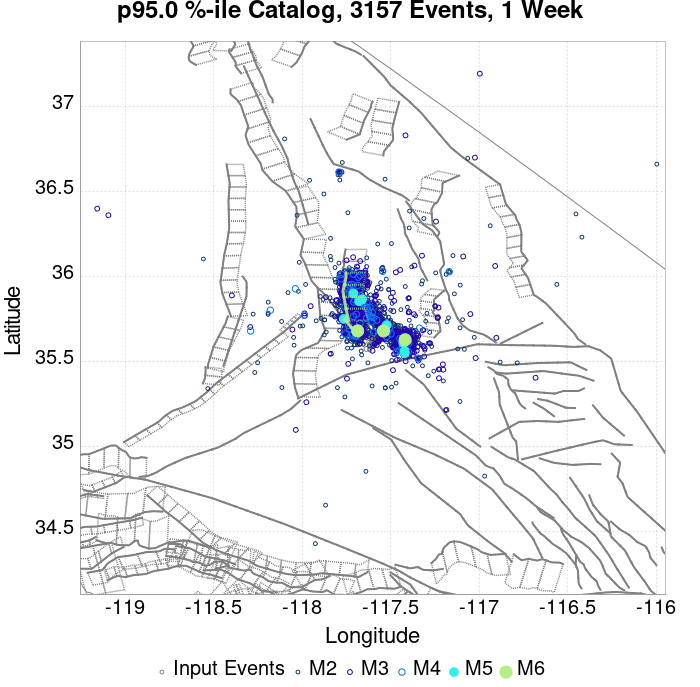 p95.0 %-ile Catalog, 3157 Events, 1 Week
37
36.5
36
35.5
35
34.5
Latitude
-119
-118.5
-118
-117.5
-117
-116.5
-116
Longitude
Input Events
M2
M3
M4
M5
M6